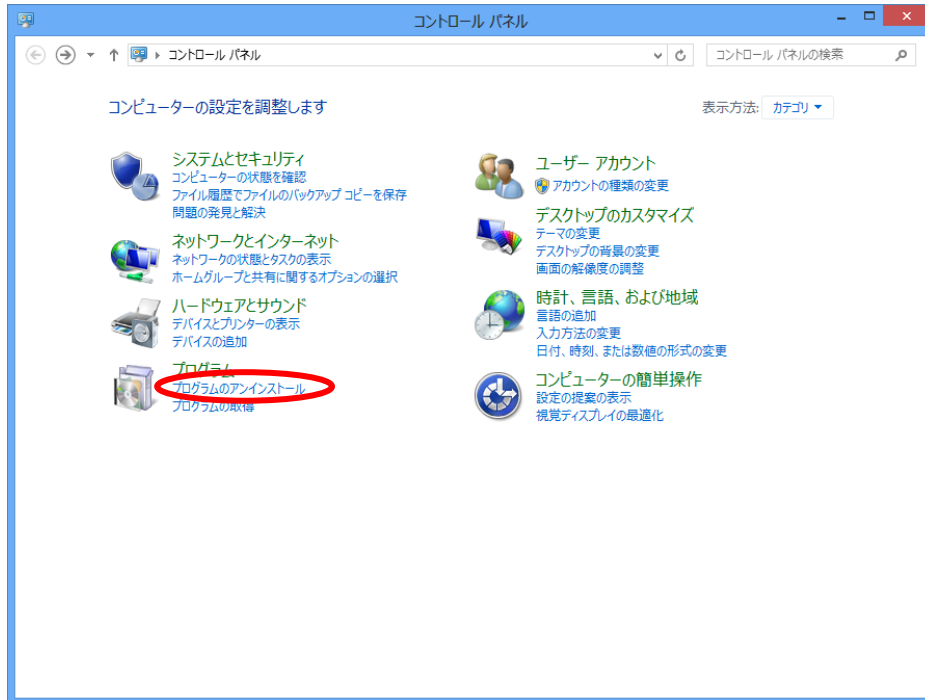 コントロール パネル
コントロール パネル
コントロール パネルの検索
コンピューターの設定を調整します
表示方法: カテゴリ
システムとセキュリティ
コンピューターの状態を確認
ファイル履歴でファイルのバックアップ コピーを保存
問題の発見と解決
ネットワークとインターネット
ネットワークの状態とタスクの表示
ホームグループと共有に関するオプションの選択
ハードウェアとサウンド
デバイスとプリンターの表示
デバイスの追加
プログラム
プログラムのアンインストール
プログラムの取得
ユーザー アカウント
アカウントの種類の変更
デスクトップのカスタマイズ
テーマの変更
デスクトップの背景の変更
画面の解像度の調整
時計、言語、および地域
言語の追加
入力方法の変更
日付、時刻、または数値の形式の変更
コンピューターの簡単操作
設定の提案の表示
視覚ディスプレイの最適化